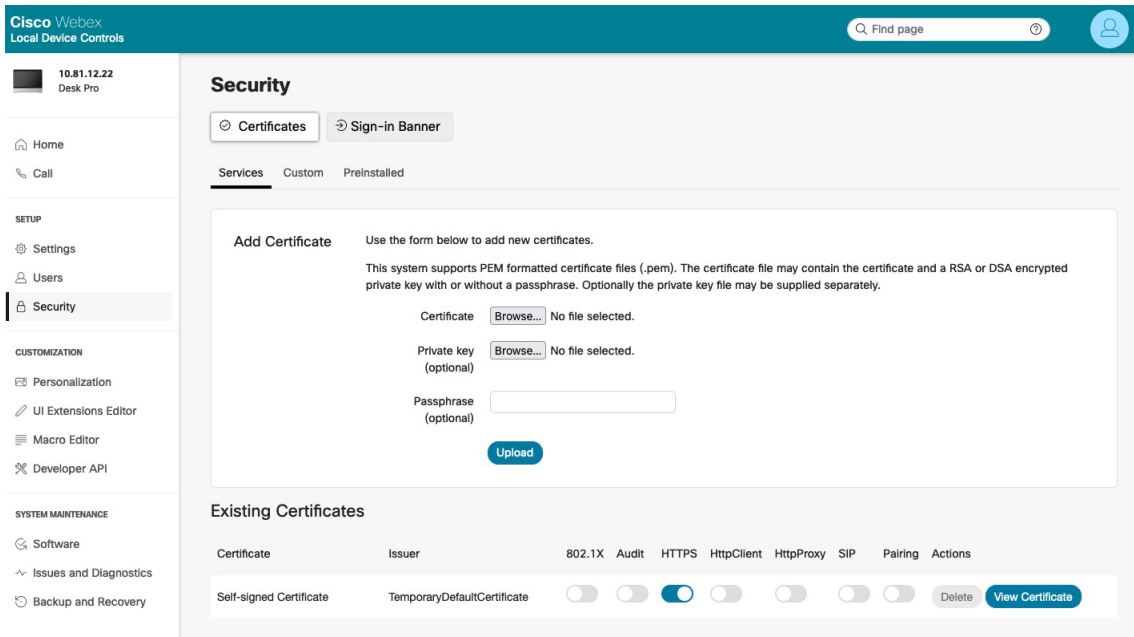 Cisco Webex
Local Device Controls
Find page
10.81.12.22
Desk Pro
Home
Call
SETUP
Settings
Users
Security
CUSTOMIZATION
Personalization
UI Extensions Editor
Macro Editor
Developer API
SYSTEM MAINTENANCE
Software
Issues and Diagnostics
Backup and Recovery
Security
Certificates Sign-in Banner
Services Custom Preinstalled
Add Certificate
Use the form below to add new certificates.
This system supports PEM formatted certificate files (.pem). The certificate file may contain the certificate and a RSA or DSA encrypted
private key with or without a passphrase. Optionally the private key file may be supplied separately.
Certificate Browse... No file selected.
Private key Browse... No file selected.
(optional)
Passphrase
(optional)
Upload
Existing Certificates
Certificate Issuer 802.1X Audit HTTPS HttpClient HttpProxy SIP Pairing Actions
Self-signed Certificate TemporaryDefaultCertificate Delete View Certificate